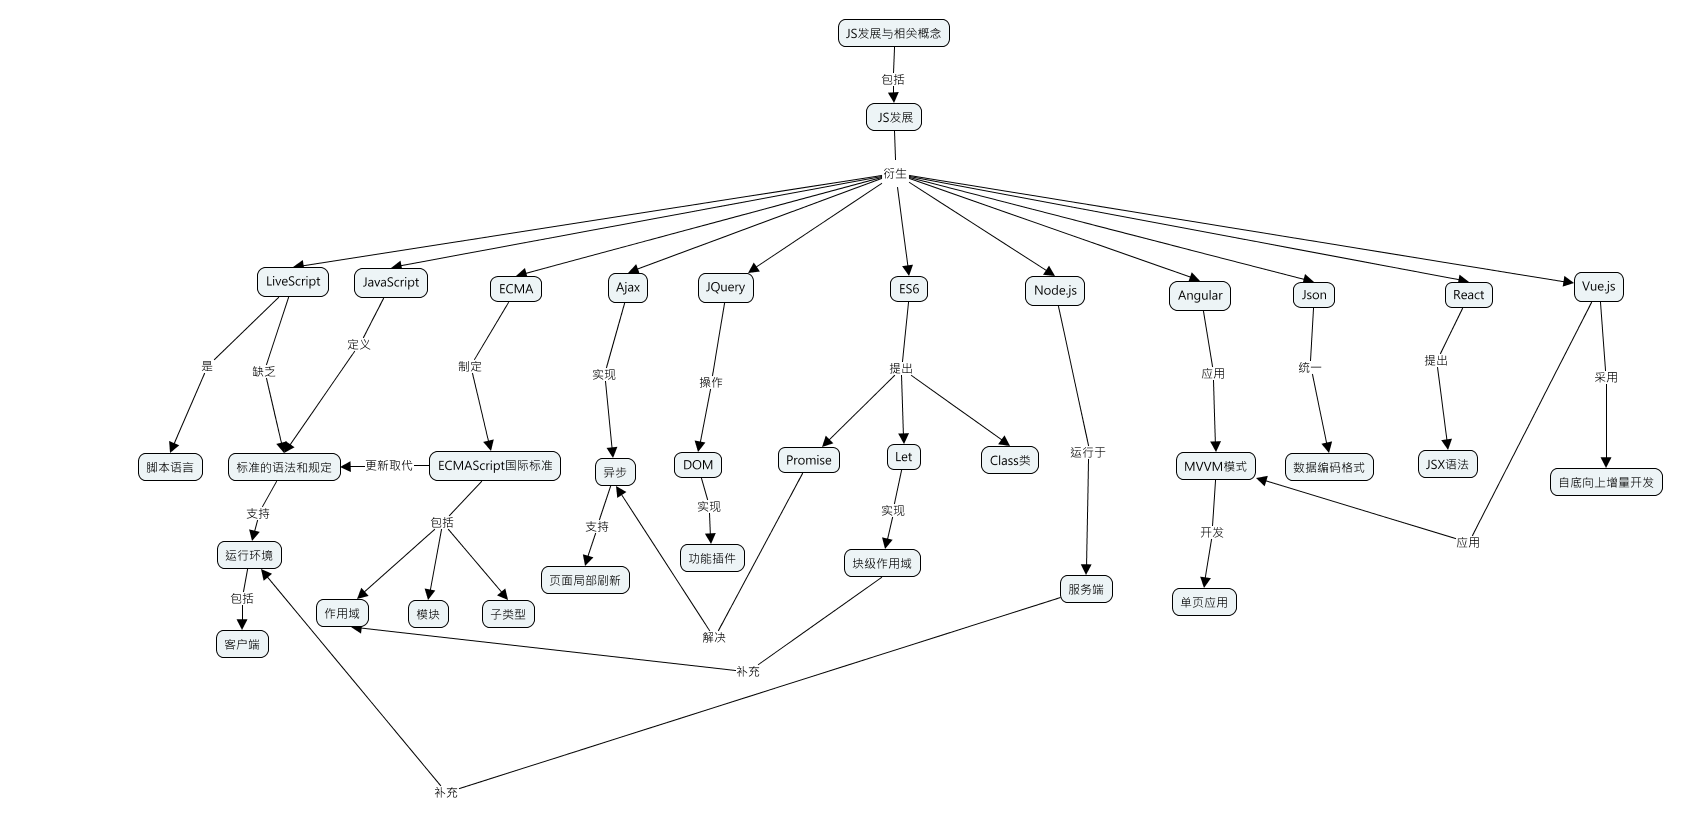 JS发展与相关概念
包括
JS发展
衍生
LiveScript
JavaScript
ECMA
Ajax
JQuery
ES6
Node.js
Angular
Json
React
Vue.js
是
缺乏
定义
制定
实现
操作
提出
应用
统一
提出
采用
脚本语言
标准的语法和规定
更新取代
ECMAScript国际标准
异步
DOM
Promise
Let
Class类
运行于
MVVM模式
数据编码格式
JSX语法
自底向上增量开发
支持
包括
支持
实现
实现
开发
应用
运行环境
页面局部刷新
功能插件
块级作用域
服务端
单页应用
包括
作用域
模块
子类型
客户端
解决
补充
补充